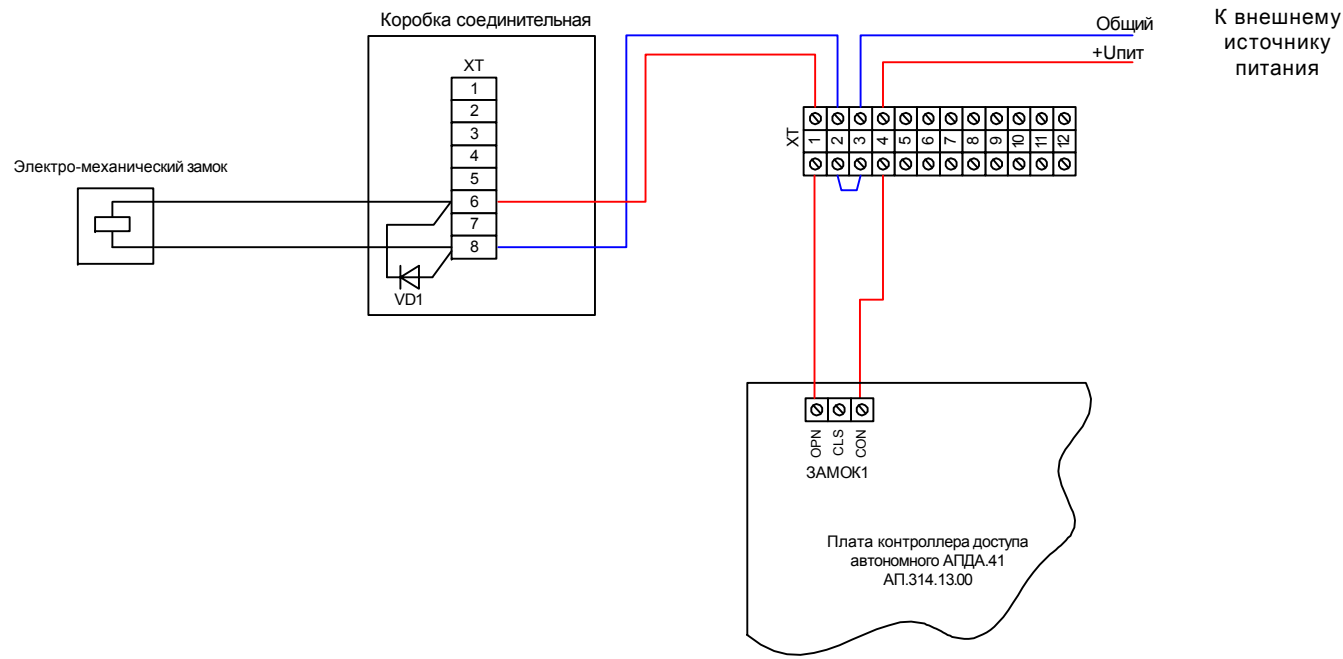 Коробка соединительная
Общий
К внешнему
источнику
питания
+Uпит
XT
1
2
3
4
5
6
7
8
Электро-механический замок
VD1
XT
1
2
3
4
5
6
7
8
9
10
11
12
OPN
CLS
CON
ЗАМОК1
Плата контроллера доступа
автономного АПДА.41
АП.314.13.00